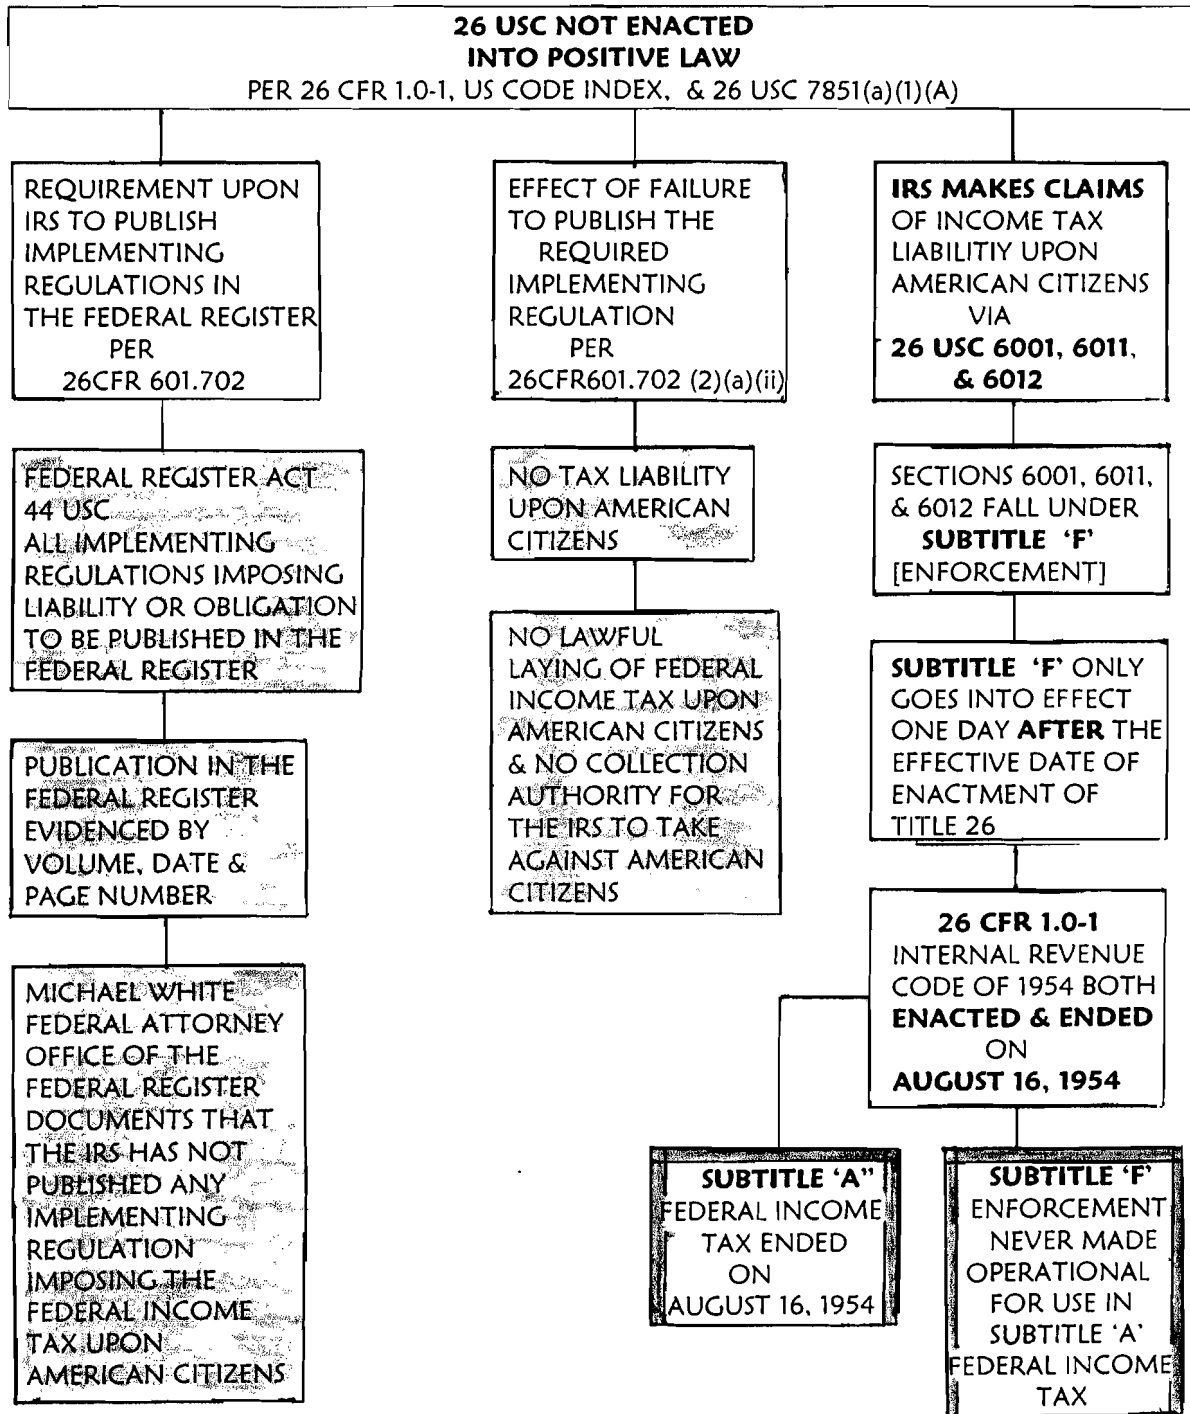 26 USC NOT ENACTED
INTO POSITIVE LAW
PER 26 CFR 1.0-1, US CODE INDEX, & 26 USC 7851(a)(1)(A)
REQUIREMENT UPON
IRS TO PUBLISH
IMPLEMENTING
REGULATIONS IN
THE FEDERAL REGISTER
PER
26CFR 601.702
FEDERAL REGISTER ACT
44 USC
ALL IMPLEMENTING
REGULATIONS IMPOSING
LIABILITY OR OBLIGATION
TO BE PUBLISHED IN THE
FEDERAL REGISTER
PUBLICATION IN THE
FEDERAL REGISTER
EVIDENCED BY
VOLUME, DATE &
PAGE NUMBER
MICHAEL WHITE
FEDERAL ATTORNEY
OFFICE OF THE
FEDERAL REGISTER
DOCUMENTS THAT
THE IRS HAS NOT
PUBLISHED ANY
IMPLEMENTING
REGULATION
IMPOSING THE
FEDERAL INCOME
TAX UPON
AMERICAN CITIZENS
EFFECT OF FAILURE
TO PUBLISH THE
REQUIRED
IMPLEMENTING
REGULATION
PER
26CFR601.702 (2)(a)(ii)
NO TAX LIABILITY
UPON AMERICAN
CITIZENS
NO LAWFUL
LAYING OF FEDERAL
INCOME TAX UPON
AMERICAN CITIZENS
& NO COLLECTION
AUTHORITY FOR
THE IRS TO TAKE
AGAINST AMERICAN
CITIZENS
IRS MAKES CLAIMS
OF INCOME TAX
LIABILITIY UPON
AMERICAN CITIZENS
VIA
26 USC 6001, 6011,
& 6012
SECTIONS 6001, 6011,
& 6012 FALL UNDER
SUBTITLE 'F'
[ENFORCEMENT]
SUBTITLE 'F' ONLY
GOES INTO EFFECT
ONE DAY AFTER THE
EFFECTIVE DATE OF
ENACTMENT OF
TITLE 26
26 CFR 1.0-1
INTERNAL REVENUE
CODE OF 1954 BOTH
ENACTED & ENDED
ON
AUGUST 16, 1954
SUBTITLE 'A"
FEDERAL INCOME
TAX ENDED
ON
AUGUST 16, 1954
SUBTITLE 'F'
ENFORCEMENT
NEVER MADE
OPERATIONAL
FOR USE IN
SUBTITLE 'A'
FEDERAL INCOME
TAX